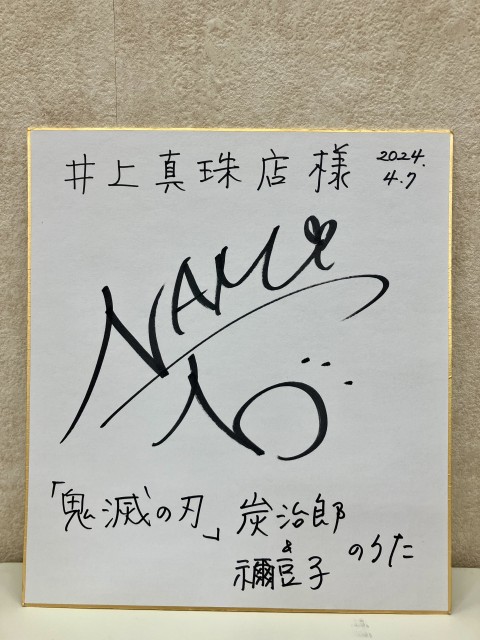 井上真珠店様
2024.
4.7
NAMi
「鬼滅の刃」炭治郎
&
禰豆子
のうた